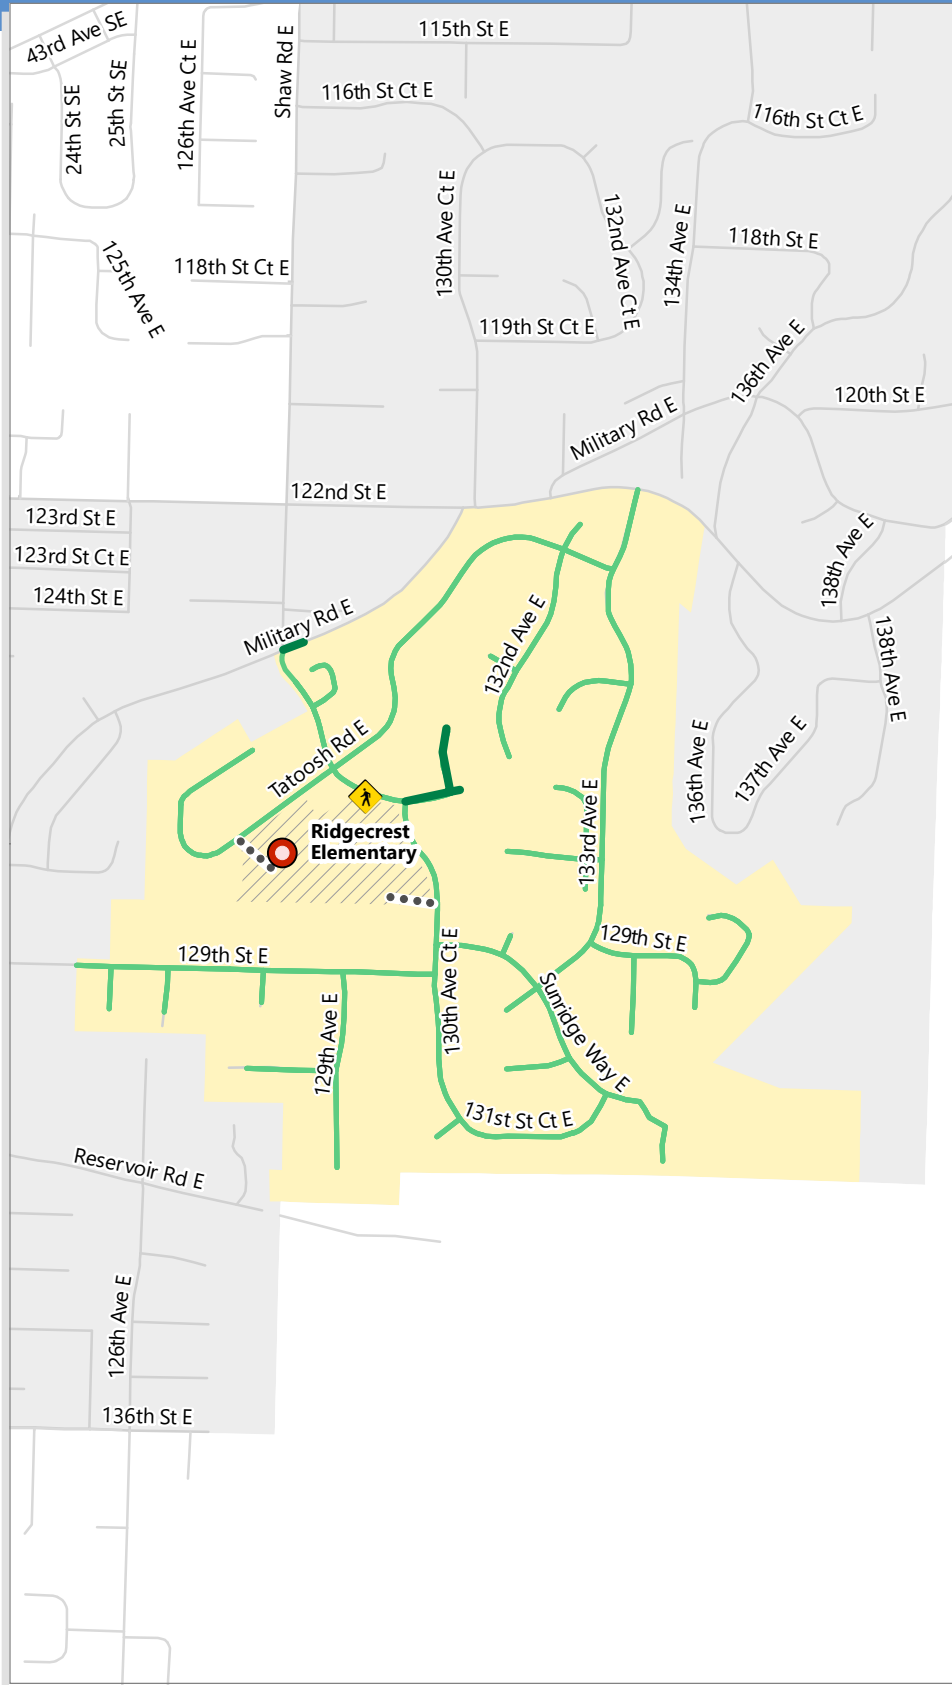 43rd Ave SE
24th St SE
25th St SE
126th Ave Ct E
Shaw Rd E
115th St E
116th St Ct E
116th St Ct E
130th Ave Ct E
132nd Ave Ct E
134th Ave E
118th St E
125th Ave E
118th St Ct E
119th St Ct E
136th Ave E
120th St E
Military Rd E
122nd St E
123rd St E
123rd St Ct E
124th St E
138th Ave E
Military Rd E
132nd Ave E
138th Ave E
Tatoosh Rd E
136th Ave E
137th Ave E
133rd Ave E
Ridgecrest
Elementary
129th St E
129th St E
130th Ave Ct E
Sunridge Way E
129th Ave E
131st St Ct E
Reservoir Rd E
126th Ave E
136th St E